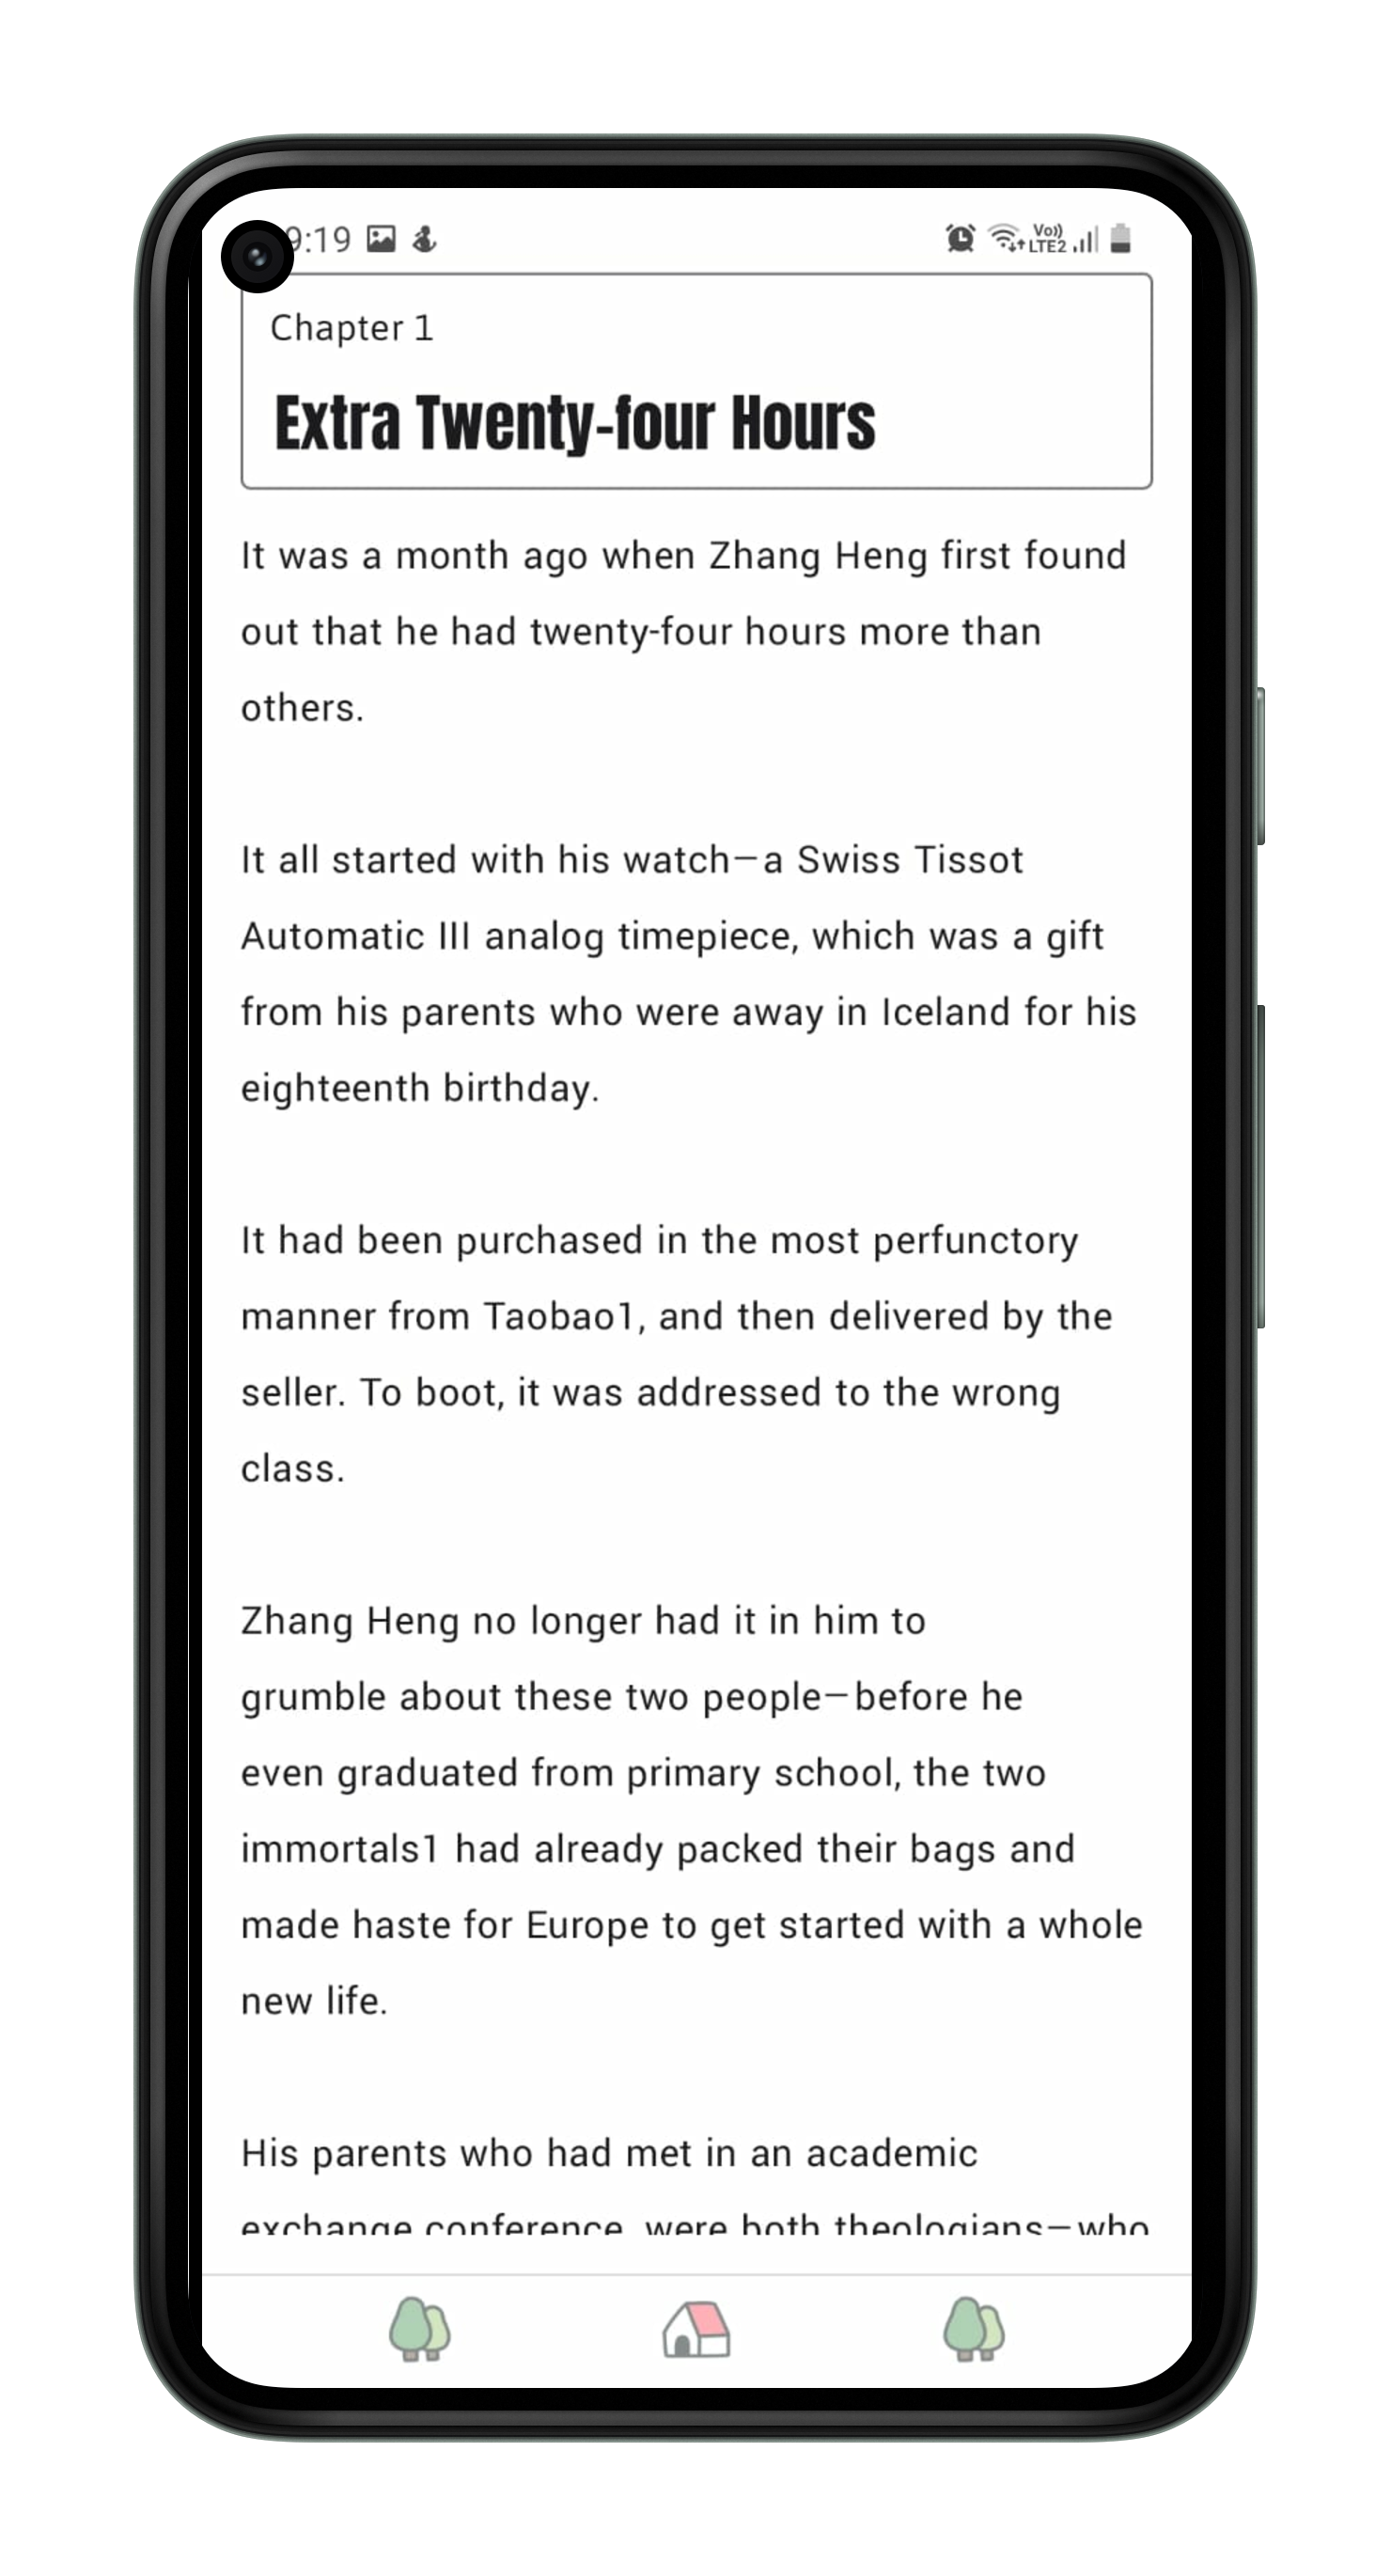 9:19
Vo))
LTE2
Chapter 1
Extra Twenty-four Hours
It was a month ago when Zhang Heng first found
out that he had twenty-four hours more than
others.
It all started with his watch—a Swiss Tissot
Automatic III analog timepiece, which was a gift
from his parents who were away in Iceland for his
eighteenth birthday.
It had been purchased in the most perfunctory
manner from Taobao1, and then delivered by the
seller. To boot, it was addressed to the wrong
class.
Zhang Heng no longer had it in him to
grumble about these two people—before he
even graduated from primary school, the two
immortals1 had already packed their bags and
made haste for Europe to get started with a whole
new life.
His parents who had met in an academic
exchange conference, were both theologians—who